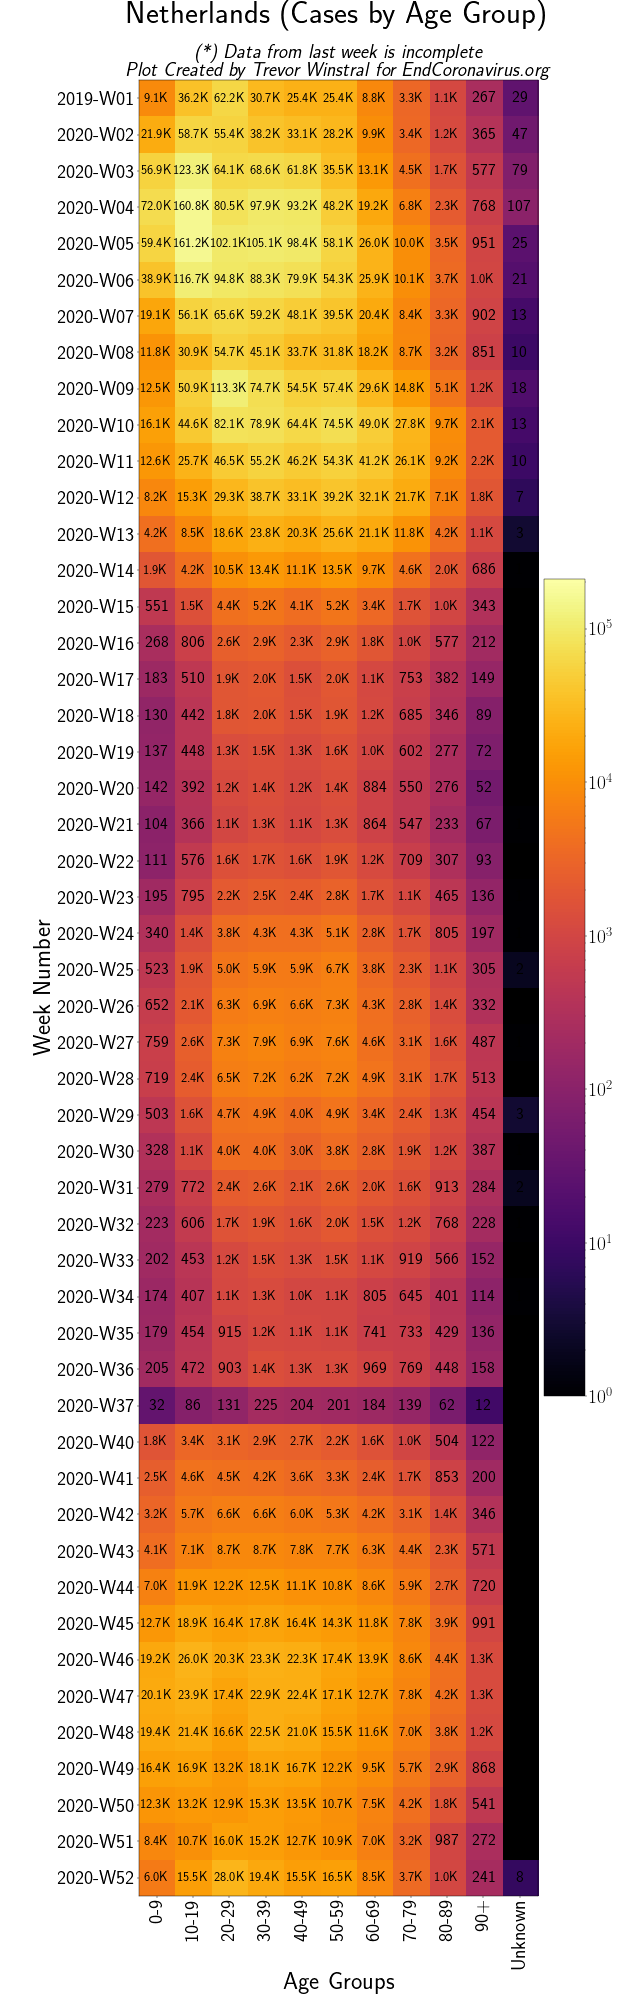 Netherlands (Cases by Age Group)
(*) Data from last week is incomplete
Plot Created by Trevor Winstral for EndCoronavirus.org
2019-W01 9.1K 36.2K 62.2K 30.7K 25.4K 25.4K 8.8K 3.3K 1.1K 267 29
2020-W02 21.9K 58.7K 55.4K 38.2K 33.1K 28.2K 9.9K 3.4K 1.2K 365 47
2020-W03 56.9K 123.3K 64.1K 68.6K 61.8K 35.5K 13.1K 4.5K 1.7K 577 79
2020-W04 72.0K 160.8K 80.5K 97.9K 93.2K 48.2K 19.2K 6.8K 2.3K 768 107
2020-W05 59.4K 161.2K 102.1K 105.1K 98.4K 58.1K 26.0K 10.0K 3.5K 951 25
2020-W06 38.9K 116.7K 94.8K 88.3K 79.9K 54.3K 25.9K 10.1K 3.7K 1.0K 21
2020-W07 19.1K 56.1K 65.6K 59.2K 48.1K 39.5K 20.4K 8.4K 3.3K 902 13
2020-W08 11.8K 30.9K 54.7K 45.1K 33.7K 31.8K 18.2K 8.7K 3.2K 851 10
2020-W09 12.5K 50.9K 113.3K 74.7K 54.5K 57.4K 29.6K 14.8K 5.1K 1.2K 18
2020-W10 16.1K 44.6K 82.1K 78.9K 64.4K 74.5K 49.0K 27.8K 9.7K 2.1K 13
2020-W11 12.6K 25.7K 46.5K 55.2K 46.2K 54.3K 41.2K 26.1K 9.2K 2.2K 10
2020-W12 8.2K 15.3K 29.3K 38.7K 33.1K 39.2K 32.1K 21.7K 7.1K 1.8K 7
2020-W13 4.2K 8.5K 18.6K 23.8K 20.3K 25.6K 21.1K 11.8K 4.2K 1.1K 3
2020-W14 1.9K 4.2K 10.5K 13.4K 11.1K 13.5K 9.7K 4.6K 2.0K 686
2020-W15 551 1.5K 4.4K 5.2K 4.1K 5.2K 3.4K 1.7K 1.0K 343
2020-W16 268 806 2.6K 2.9K 2.3K 2.9K 1.8K 1.0K 577 212
2020-W17 183 510 1.9K 2.0K 1.5K 2.0K 1.1K 753 382 149
2020-W18 130 442 1.8K 2.0K 1.5K 1.9K 1.2K 685 346 89
2020-W19 137 448 1.3K 1.5K 1.3K 1.6K 1.0K 602 277 72
2020-W20 142 392 1.2K 1.4K 1.2K 1.4K 884 550 276 52
2020-W21 104 366 1.1K 1.3K 1.1K 1.3K 864 547 233 67
2020-W22 111 576 1.6K 1.7K 1.6K 1.9K 1.2K 709 307 93
2020-W23 195 795 2.2K 2.5K 2.4K 2.8K 1.7K 1.1K 465 136
2020-W24 340 1.4K 3.8K 4.3K 4.3K 5.1K 2.8K 1.7K 805 197
2020-W25 523 1.9K 5.0K 5.9K 5.9K 6.7K 3.8K 2.3K 1.1K 305 2
2020-W26 652 2.1K 6.3K 6.9K 6.6K 7.3K 4.3K 2.8K 1.4K 332
2020-W27 759 2.6K 7.3K 7.9K 6.9K 7.6K 4.6K 3.1K 1.6K 487
2020-W28 719 2.4K 6.5K 7.2K 6.2K 7.2K 4.9K 3.1K 1.7K 513
2020-W29 503 1.6K 4.7K 4.9K 4.0K 4.9K 3.4K 2.4K 1.3K 454 3
2020-W30 328 1.1K 4.0K 4.0K 3.0K 3.8K 2.8K 1.9K 1.2K 387
2020-W31 279 772 2.4K 2.6K 2.1K 2.6K 2.0K 1.6K 913 284 2
2020-W32 223 606 1.7K 1.9K 1.6K 2.0K 1.5K 1.2K 768 228
2020-W33 202 453 1.2K 1.5K 1.3K 1.5K 1.1K 919 566 152
2020-W34 174 407 1.1K 1.3K 1.0K 1.1K 805 645 401 114
2020-W35 179 454 915 1.2K 1.1K 1.1K 741 733 429 136
2020-W36 205 472 903 1.4K 1.3K 1.3K 969 769 448 158
2020-W37 32 86 131 225 204 201 184 139 62 12
2020-W40 1.8K 3.4K 3.1K 2.9K 2.7K 2.2K 1.6K 1.0K 504 122
2020-W41 2.5K 4.6K 4.5K 4.2K 3.6K 3.3K 2.4K 1.7K 853 200
2020-W42 3.2K 5.7K 6.6K 6.6K 6.0K 5.3K 4.2K 3.1K 1.4K 346
2020-W43 4.1K 7.1K 8.7K 8.7K 7.8K 7.7K 6.3K 4.4K 2.3K 571
2020-W44 7.0K 11.9K 12.2K 12.5K 11.1K 10.8K 8.6K 5.9K 2.7K 720
2020-W45 12.7K 18.9K 16.4K 17.8K 16.4K 14.3K 11.8K 7.8K 3.9K 991
2020-W46 19.2K 26.0K 20.3K 23.3K 22.3K 17.4K 13.9K 8.6K 4.4K 1.3K
2020-W47 20.1K 23.9K 17.4K 22.9K 22.4K 17.1K 12.7K 7.8K 4.2K 1.3K
2020-W48 19.4K 21.4K 16.6K 22.5K 21.0K 15.5K 11.6K 7.0K 3.8K 1.2K
2020-W49 16.4K 16.9K 13.2K 18.1K 16.7K 12.2K 9.5K 5.7K 2.9K 868
2020-W50 12.3K 13.2K 12.9K 15.3K 13.5K 10.7K 7.5K 4.2K 1.8K 541
2020-W51 8.4K 10.7K 16.0K 15.2K 12.7K 10.9K 7.0K 3.2K 987 272
2020-W52 6.0K 15.5K 28.0K 19.4K 15.5K 16.5K 8.5K 3.7K 1.0K 241 8
0-9 10-19 20-29 30-39 40-49 50-59 60-69 70-79 80-89 90+ Unknown
Age Groups
Week Number
10⁵
10⁴
10³
10²
10¹
10⁰